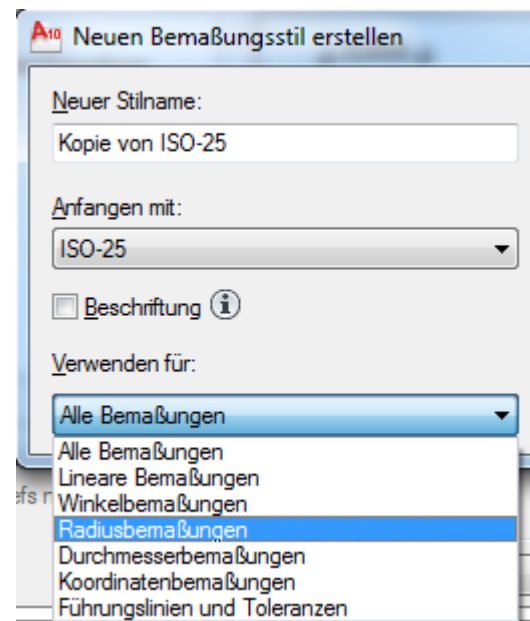 A10 Neuen Bemaßungsstil erstellen
Neuer Stilname:
Kopie von ISO-25
Anfangen mit:
ISO-25
Beschriftung
Verwenden für:
Alle Bemaßungen
Alle Bemaßungen
Lineare Bemaßungen
Winkelbemaßungen
Radiusbemaßungen
Durchmesserbemaßungen
Koordinatenbemaßungen
Führungslinien und Toleranzen